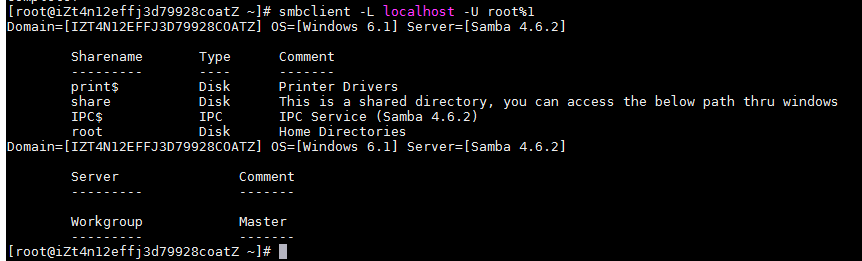 [root@iZt4n12effj3d79928coatZ ~]# smbclient -L localhost -U root%1
Domain=[IZT4N12EFFJ3D79928COATZ] OS=[Windows 6.1] Server=[Samba 4.6.2]
Sharename Type Comment
--------- ---- -------
print$ Disk Printer Drivers
share Disk This is a shared directory, you can access the below path thru windows
IPC$ IPC IPC Service (Samba 4.6.2)
root Disk Home Directories
Domain=[IZT4N12EFFJ3D79928COATZ] OS=[Windows 6.1] Server=[Samba 4.6.2]
Server Comment
--------- -------
Workgroup Master
--------- -------
[root@iZt4n12effj3d79928coatZ ~]#